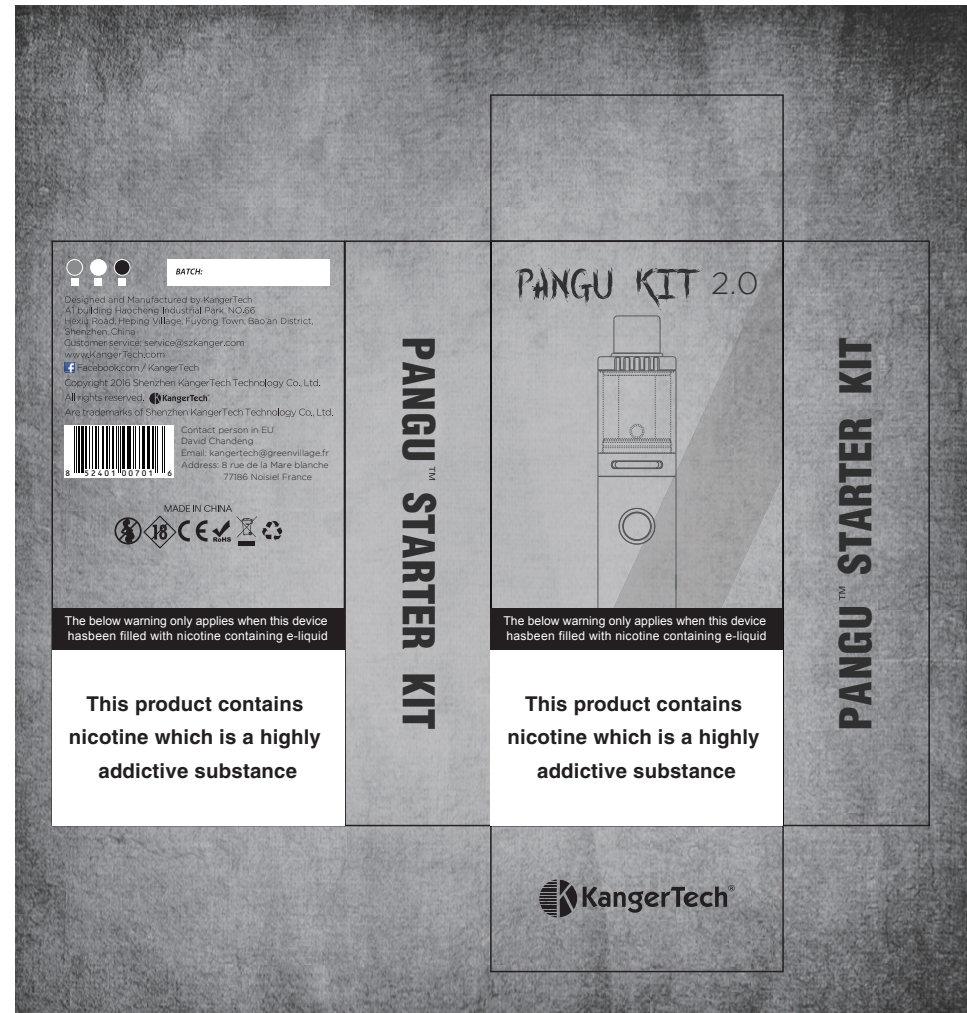 BATCH:
Designed and Manufactured by KangerTech
A1 building Haocheng Industrial Park, NO.66
Hexiu Road, Heping Village, Fuyong Town, Bao'an District,
Shenzhen, China
Customer service: service@szkanger.com
www.KangerTech.com
Facebook.com / KangerTech
Copyright 2016 Shenzhen KangerTech Technology Co., Ltd.
All rights reserved. KangerTech
Are trademarks of Shenzhen KangerTech Technology Co,. Ltd.
8 52401 00701 6
Contact person in EU
David Chandeng
Email: kangertech@greenvillage.fr
Address: 8 rue de la Mare blanche
77186 Noisiel France
MADE IN CHINA
18 CE RoHS
The below warning only applies when this device
hasbeen filled with nicotine containing e-liquid
This product contains
nicotine which is a highly
addictive substance
PANGU™ STARTER KIT
PANGU KIT 2.0
The below warning only applies when this device
hasbeen filled with nicotine containing e-liquid
This product contains
nicotine which is a highly
addictive substance
KangerTech®
PANGU™ STARTER KIT